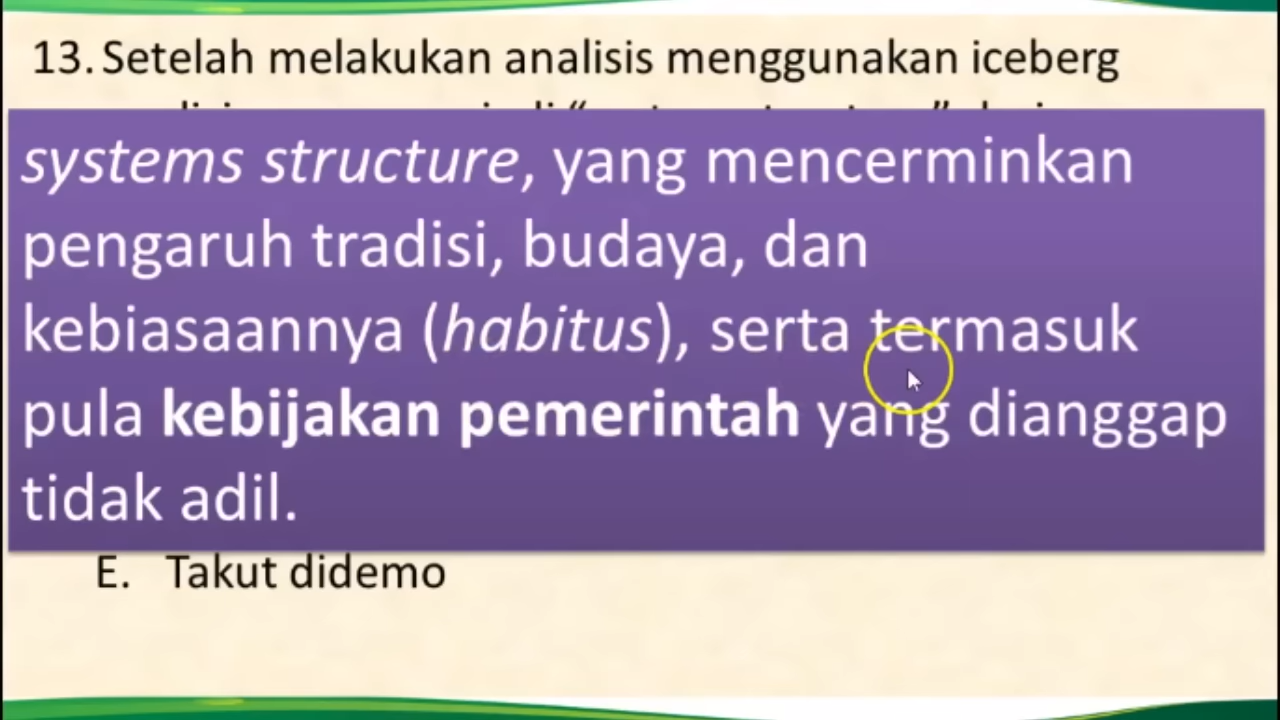 13. Setelah melakukan analisis menggunakan iceberg
systems structure, yang mencerminkan
pengaruh tradisi, budaya, dan
kebiasaannya (habitus), serta termasuk
pula kebijakan pemerintah yang dianggap
tidak adil.
E. Takut didemo